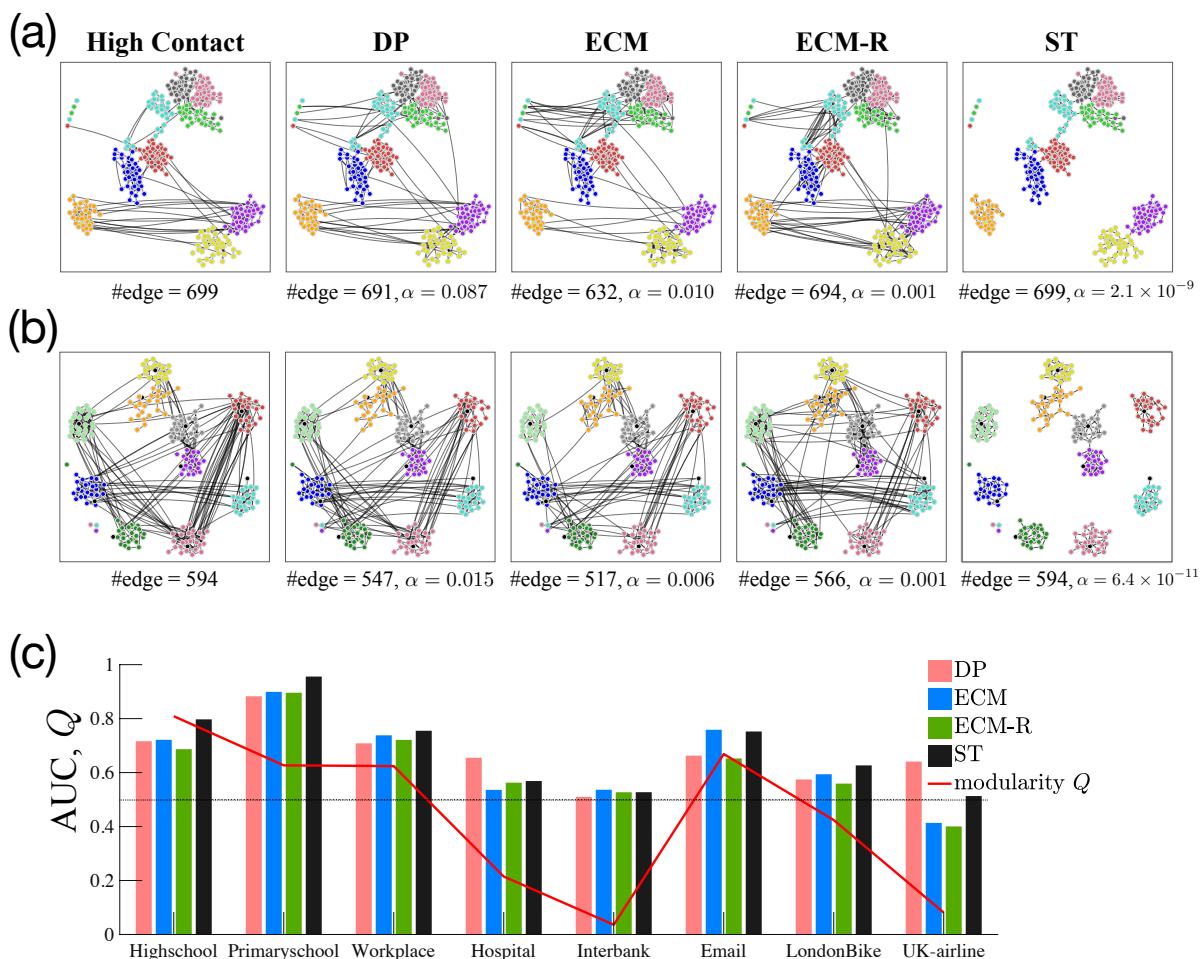 (a)
High Contact DP ECM ECM-R ST
#edge = 699 #edge = 691, α = 0.087 #edge = 632, α = 0.010 #edge = 694, α = 0.001 #edge = 699, α = 2.1 × 10⁻⁹
(b)
#edge = 594 #edge = 547, α = 0.015 #edge = 517, α = 0.006 #edge = 566, α = 0.001 #edge = 594, α = 6.4 × 10⁻¹¹
(c)
AUC, Q
1
0.8
0.6
0.4
0.2
0
DP
ECM
ECM-R
ST
modularity Q
Highschool Primaryschool Workplace Hospital Interbank Email LondonBike UK-airline